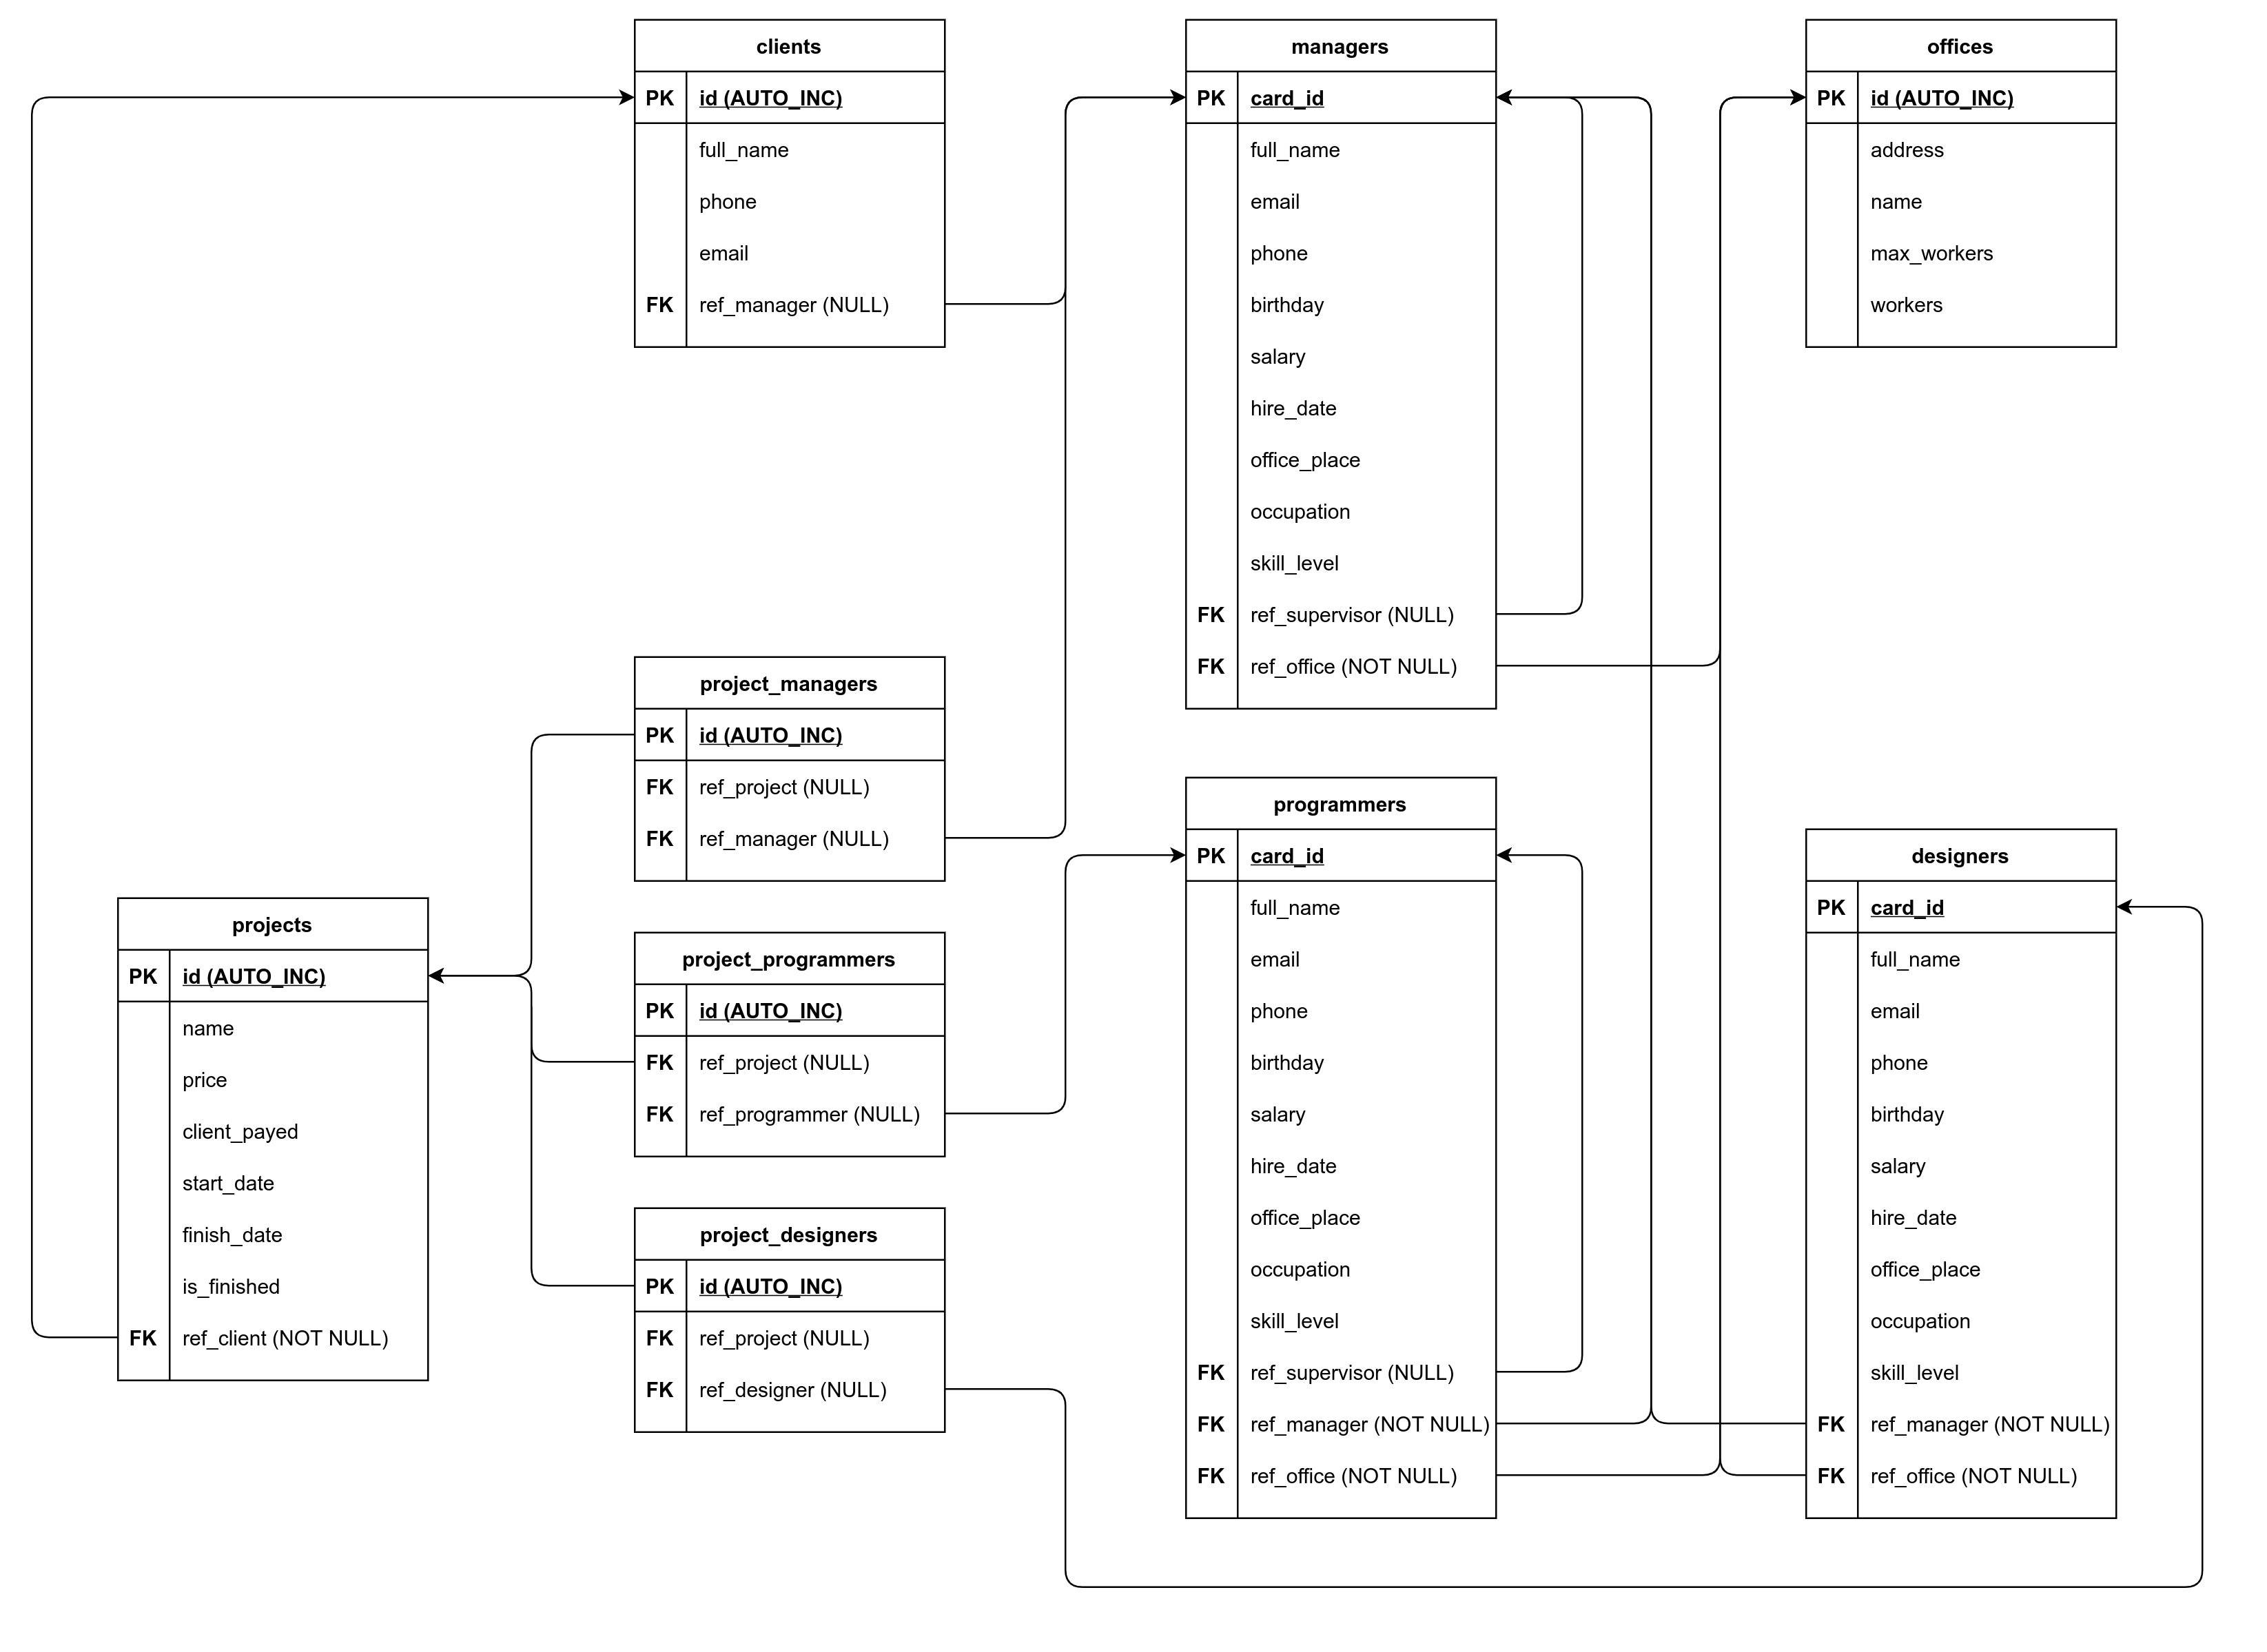 clients
PK id (AUTO_INC)
full_name
phone
email
FK ref_manager (NULL)
managers
PK card_id
full_name
email
phone
birthday
salary
hire_date
office_place
occupation
skill_level
FK ref_supervisor (NULL)
FK ref_office (NOT NULL)
offices
PK id (AUTO_INC)
address
name
max_workers
workers
project_managers
PK id (AUTO_INC)
FK ref_project (NULL)
FK ref_manager (NULL)
projects
PK id (AUTO_INC)
name
price
client_payed
start_date
finish_date
is_finished
FK ref_client (NOT NULL)
project_programmers
PK id (AUTO_INC)
FK ref_project (NULL)
FK ref_programmer (NULL)
project_designers
PK id (AUTO_INC)
FK ref_project (NULL)
FK ref_designer (NULL)
programmers
PK card_id
full_name
email
phone
birthday
salary
hire_date
office_place
occupation
skill_level
FK ref_supervisor (NULL)
FK ref_manager (NOT NULL)
FK ref_office (NOT NULL)
designers
PK card_id
full_name
email
phone
birthday
salary
hire_date
office_place
occupation
skill_level
FK ref_manager (NOT NULL)
FK ref_office (NOT NULL)